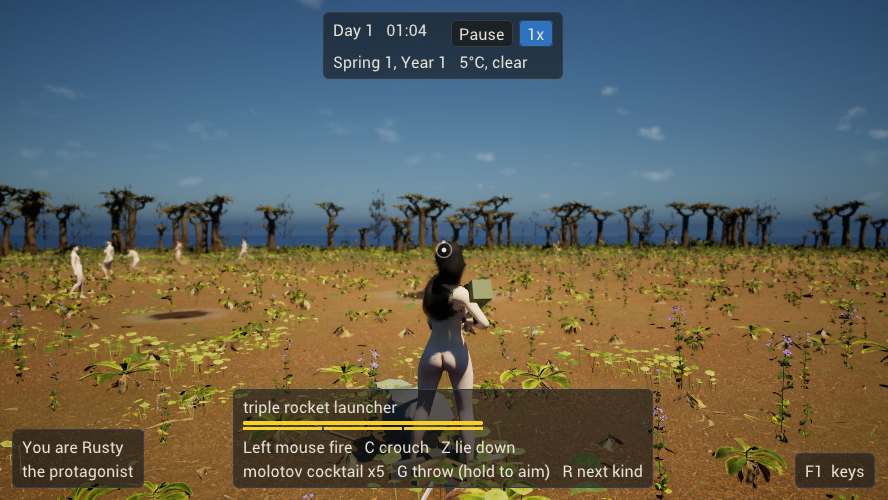 Day 1 01:04 Pause 1x
Spring 1, Year 1 5°C, clear
triple rocket launcher
Left mouse fire C crouch Z lie down
molotov cocktail x5 G throw (hold to aim) R next kind
You are Rusty
the protagonist
F1 keys